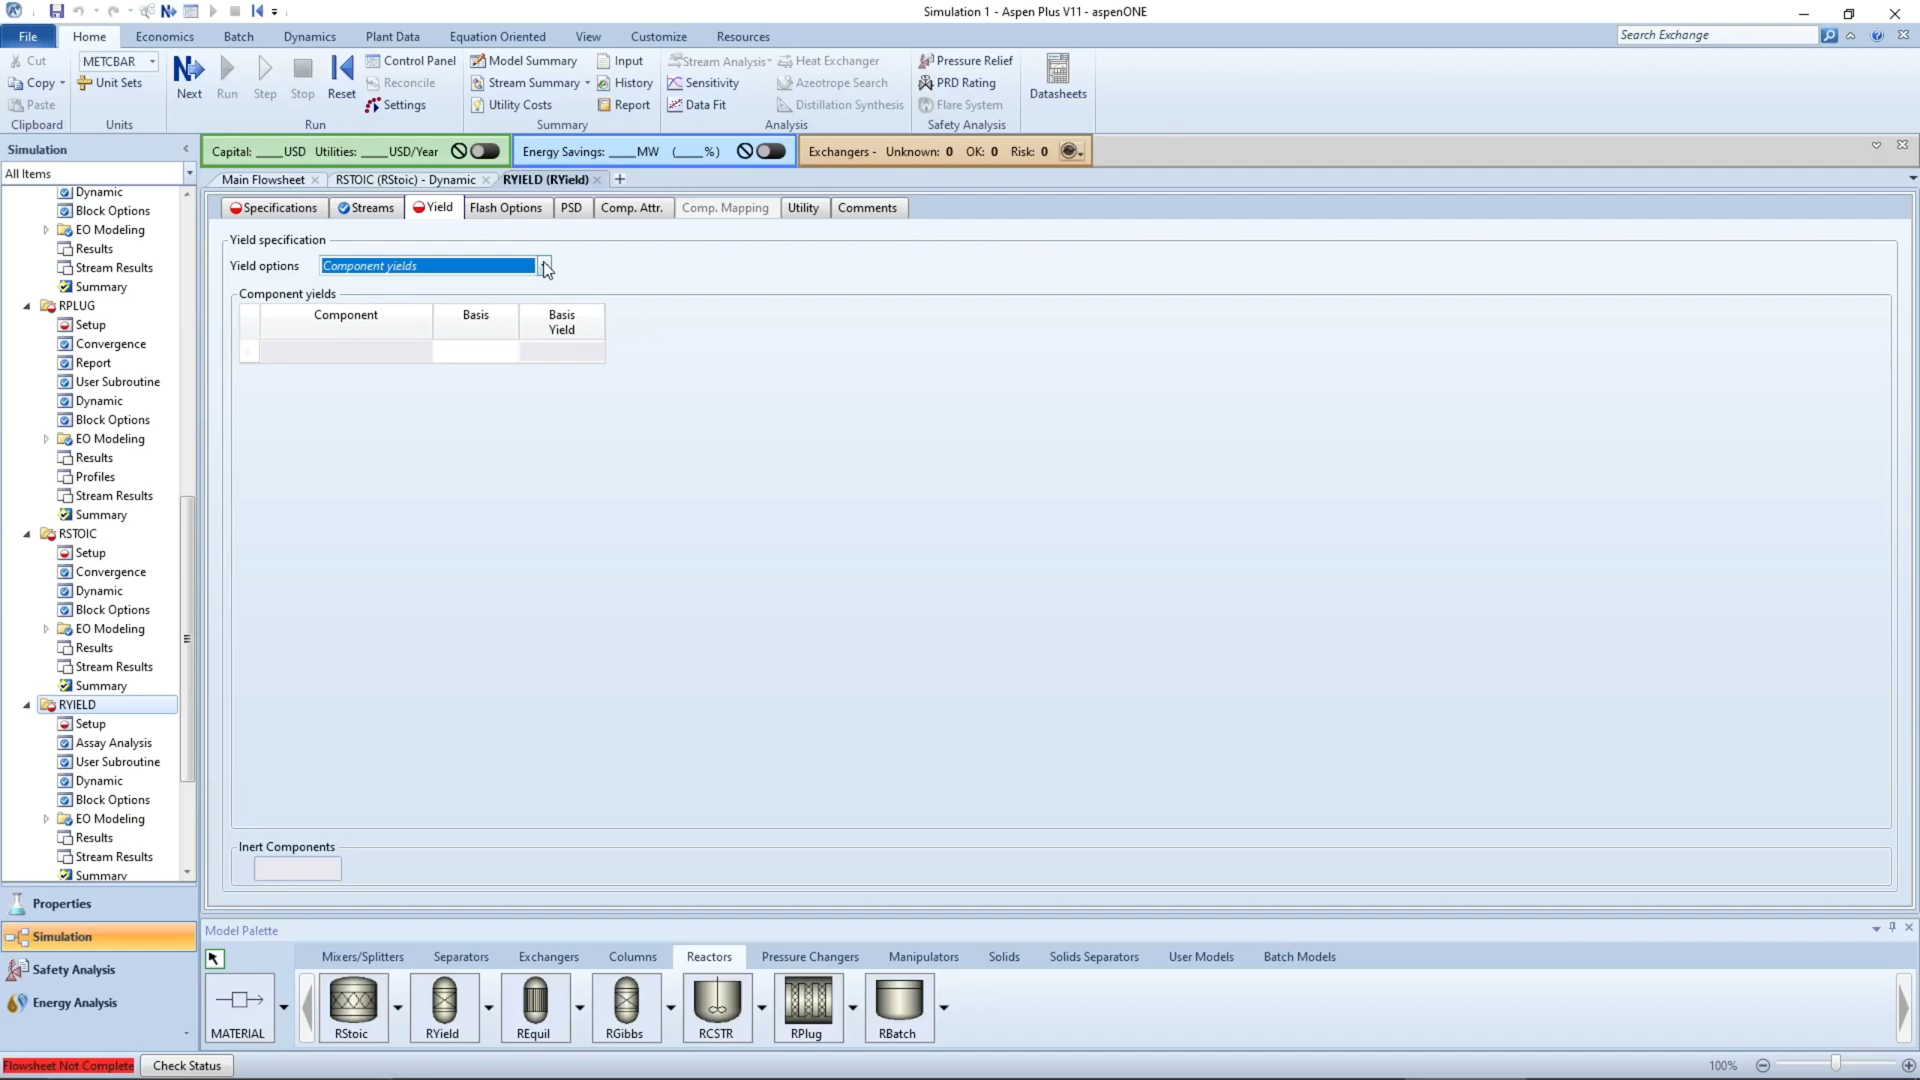 Simulation 1 - Aspen Plus V11 - aspenONE
File
Home
Economics
Batch
Dynamics
Plant Data
Equation Oriented
View
Customize
Resources
Search Exchange
Cut
Copy
Paste
Clipboard
METCBAR
Unit Sets
Units
Next
Run
Step
Stop
Reset
Control Panel
Reconcile
Settings
Run
Model Summary
Stream Summary
Utility Costs
Input
History
Report
Summary
Stream Analysis
Sensitivity
Data Fit
Heat Exchanger
Azeotrope Search
Distillation Synthesis
Analysis
Pressure Relief
PRD Rating
Flare System
Safety Analysis
Datasheets
Simulation
All Items
Capital: ____USD Utilities: ____USD/Year
Energy Savings: ____MW (____%)
Exchangers - Unknown: 0 OK: 0 Risk: 0
Main Flowsheet
RSTOIC (RStoic) - Dynamic
RYIELD (RYield)
Specifications
Streams
Yield
Flash Options
PSD
Comp. Attr.
Comp. Mapping
Utility
Comments
Yield specification
Yield options
Component yields
Component yields
Component
Basis
Basis
Yield
Inert Components
Dynamic
Block Options
EO Modeling
Results
Stream Results
Summary
RPLUG
Setup
Convergence
Report
User Subroutine
Dynamic
Block Options
EO Modeling
Results
Profiles
Stream Results
Summary
RSTOIC
Setup
Convergence
Dynamic
Block Options
EO Modeling
Results
Stream Results
Summary
RYIELD
Setup
Assay Analysis
User Subroutine
Dynamic
Block Options
EO Modeling
Results
Stream Results
Summary
Properties
Simulation
Safety Analysis
Energy Analysis
Model Palette
Mixers/Splitters
Separators
Exchangers
Columns
Reactors
Pressure Changers
Manipulators
Solids
Solids Separators
User Models
Batch Models
MATERIAL
RStoic
RYield
REquil
RGibbs
RCSTR
RPlug
RBatch
Flowsheet Not Complete
Check Status
100%